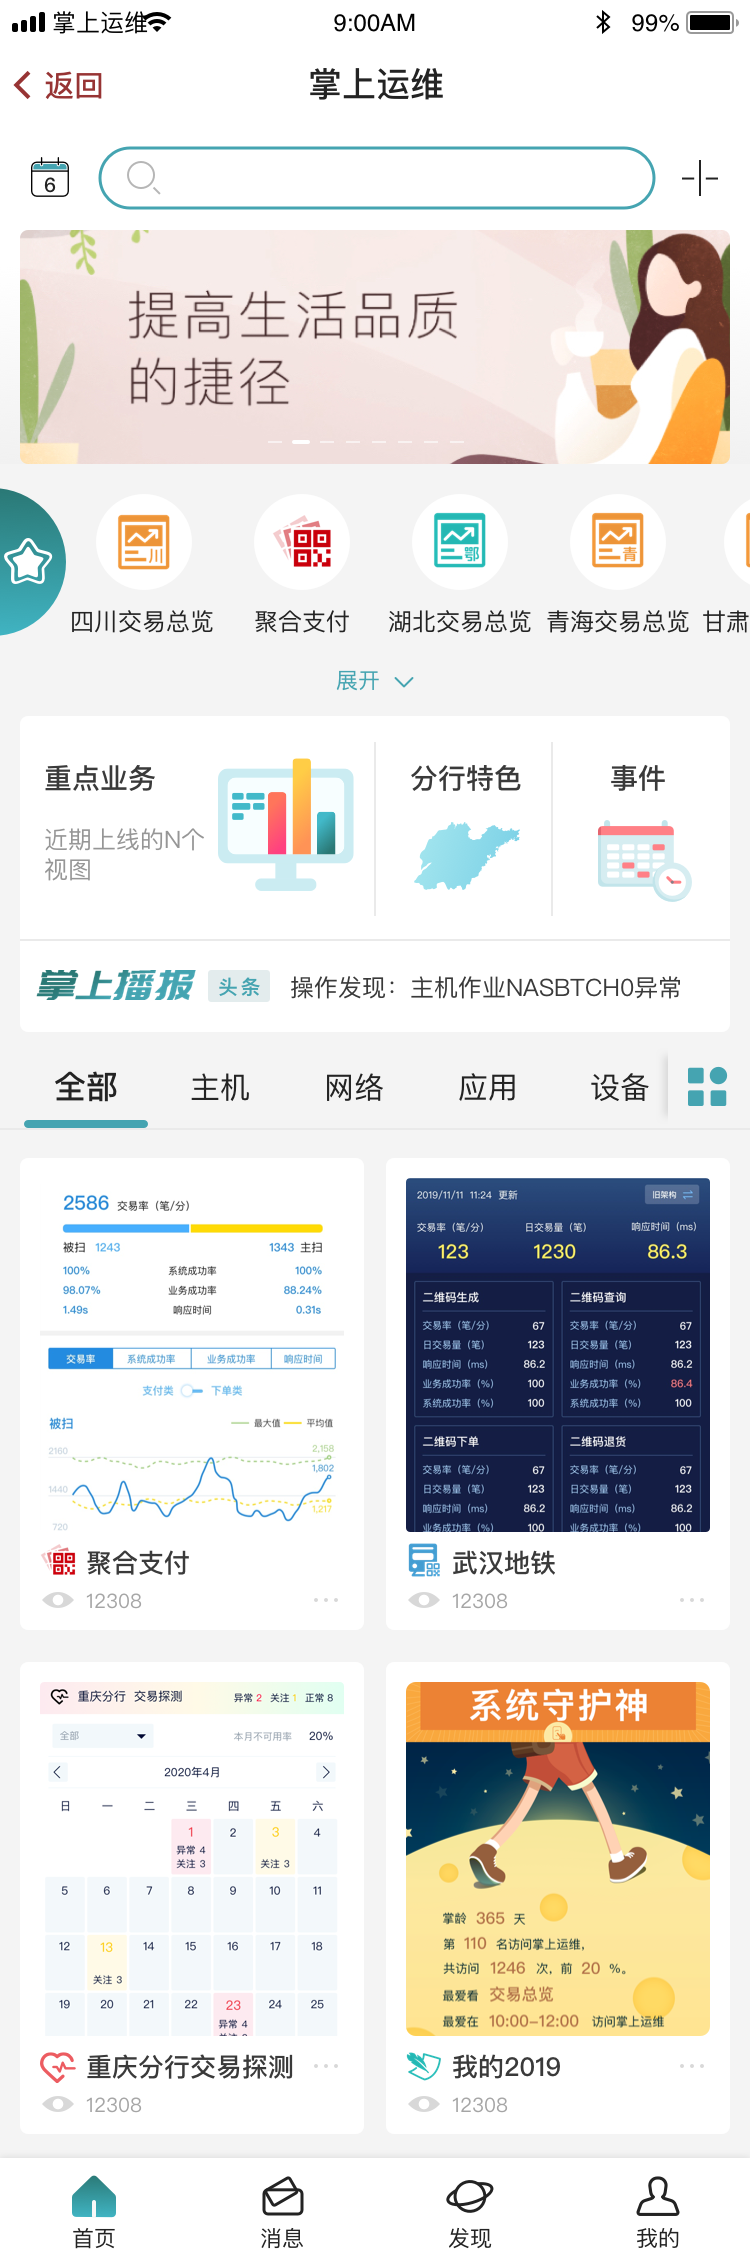 掌上运维
9:00AM
99%
返回
掌上运维
6
提高生活品质
的捷径
川
鄂
青
四川交易总览
聚合支付
湖北交易总览
青海交易总览
甘肃
展开
重点业务
近期上线的N个
视图
分行特色
事件
掌上播报
头条
操作发现：主机作业NASBTCH0异常
全部
主机
网络
应用
设备
2586 交易率（笔/分）
被扫 1243
1343 主扫
100% 系统成功率 100%
98.07% 业务成功率 88.24%
1.49s 响应时间 0.31s
交易率 系统成功率 业务成功率 响应时间
支付类 下单类
被扫
最大值 平均值
2160
2,158
1,802
1440
1,217
720
聚合支付
12308
2019/11/11 11:24 更新
旧架构
交易率（笔/分） 日交易量（笔） 响应时间（ms）
123 1230 86.3
二维码生成
交易率（笔/分） 67
日交易量（笔） 123
响应时间（ms） 86.2
业务成功率（%） 100
系统成功率（%） 100
二维码查询
交易率（笔/分） 67
日交易量（笔） 123
响应时间（ms） 86.2
业务成功率（%） 86.4
系统成功率（%） 100
二维码下单
交易率（笔/分） 67
日交易量（笔） 123
响应时间（ms） 86.2
业务成功率（%） 100
二维码退货
交易率（笔/分） 67
日交易量（笔） 123
响应时间（ms） 86.2
业务成功率（%） 100
武汉地铁
12308
重庆分行 交易探测
异常 2 关注 1 正常 8
全部
本月不可用率 20%
2020年4月
日 一 二 三 四 五 六
1 2 3 4
异常 4
关注 3 关注 3
5 6 7 8 9 10 11
12 13 14 15 16 17 18
关注 3
19 20 21 22 23 24 25
异常 4
重庆分行交易探测
12308
系统守护神
掌龄 365 天
第 110 名访问掌上运维，
共访问 1246 次，前 20 %。
最爱看 交易总览
最爱在 10:00-12:00 访问掌上运维
我的2019
12308
首页
消息
发现
我的